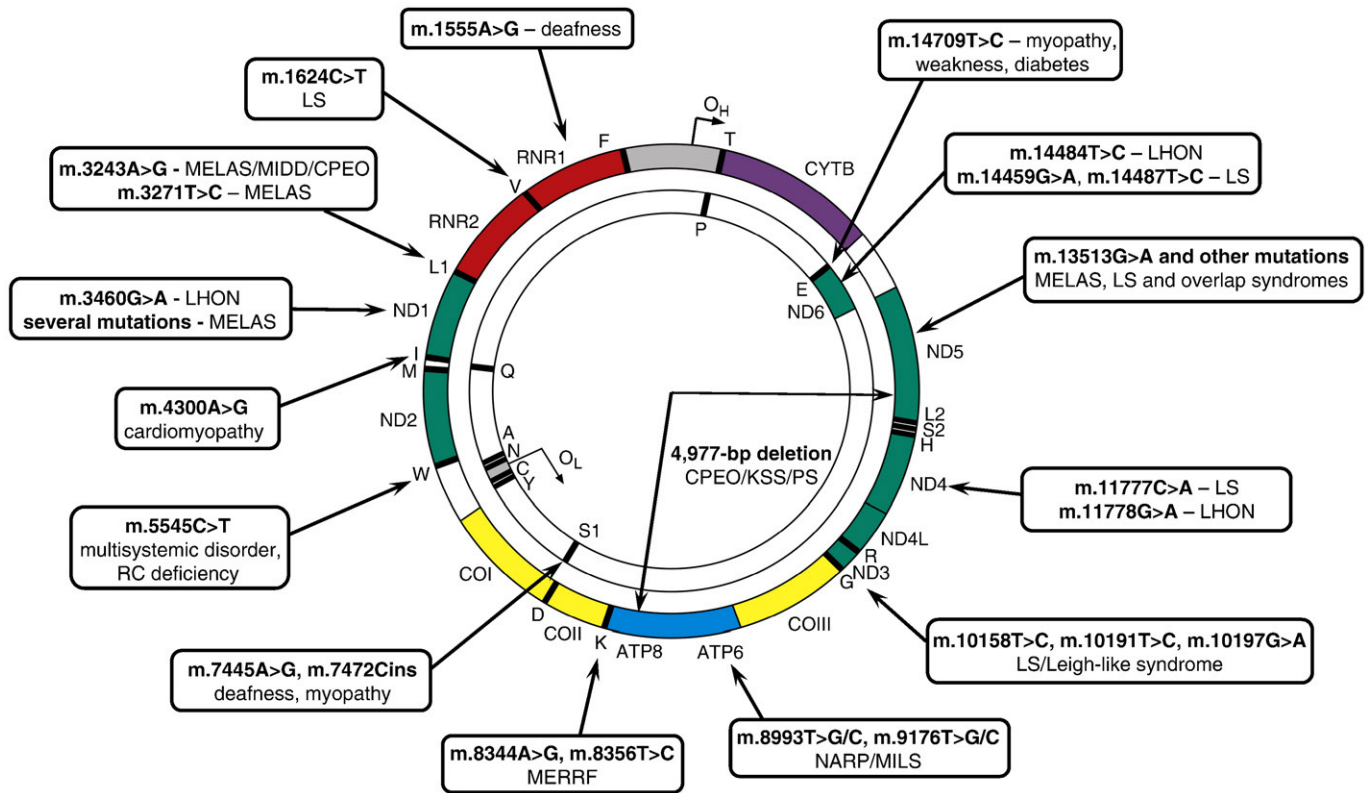 m.1555A>G – deafness
m.14709T>C – myopathy,
weakness, diabetes
m.1624C>T
LS
OH
F
T
RNR1
CYTB
m.14484T>C – LHON
m.14459G>A, m.14487T>C – LS
m.3243A>G - MELAS/MIDD/CPEO
m.3271T>C – MELAS
V
RNR2
P
L1
E
ND6
m.13513G>A and other mutations
MELAS, LS and overlap syndromes
m.3460G>A - LHON
several mutations - MELAS
ND1
ND5
I
M
Q
m.4300A>G
cardiomyopathy
ND2
L2
S2
H
A
N
C
Y
OL
4,977-bp deletion
CPEO/KSS/PS
W
ND4
m.11777C>A – LS
m.11778G>A – LHON
m.5545C>T
multisystemic disorder,
RC deficiency
S1
ND4L
R
ND3
G
COI
D
COII
K
ATP8
ATP6
COIII
m.10158T>C, m.10191T>C, m.10197G>A
LS/Leigh-like syndrome
m.7445A>G, m.7472Cins
deafness, myopathy
m.8344A>G, m.8356T>C
MERRF
m.8993T>G/C, m.9176T>G/C
NARP/MILS